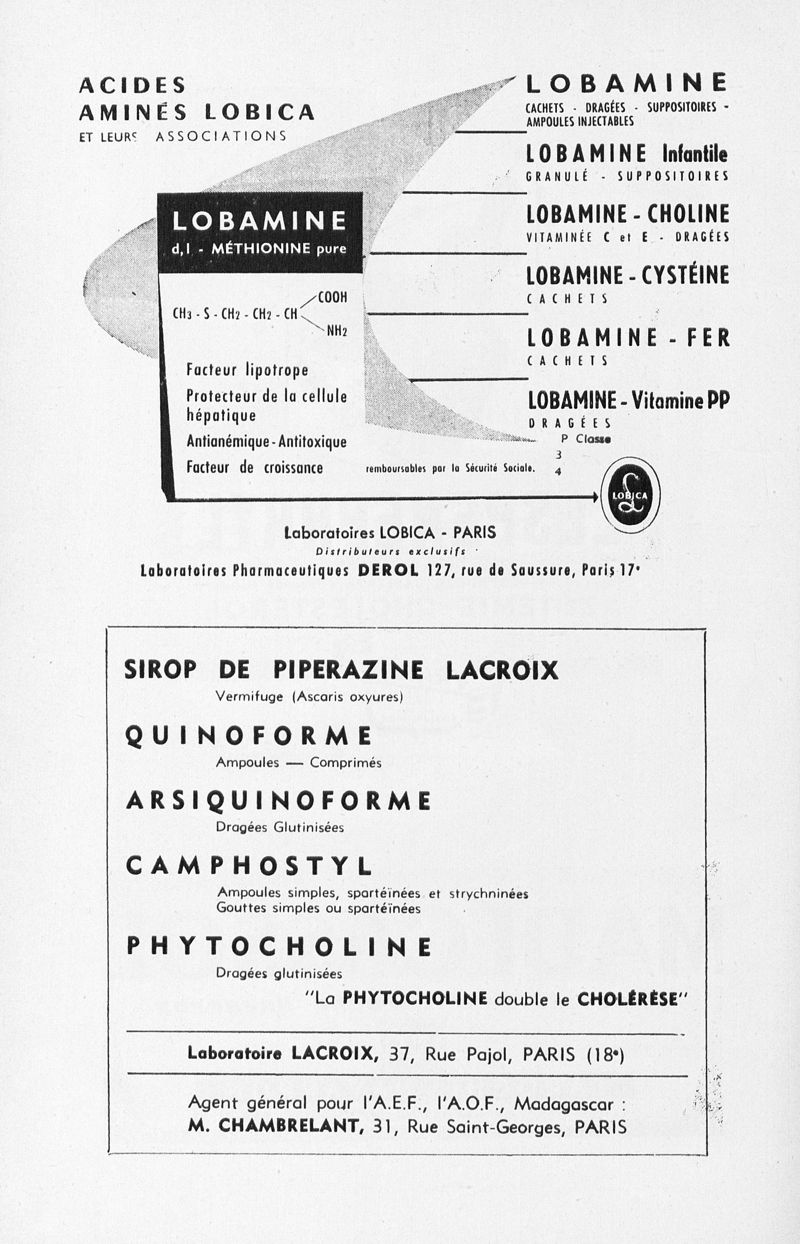 ACIDES
AMINÉS LOBICA
ET LEURS ASSOCIATIONS
LOBAMINE
d,l - MÉTHIONINE pure
COOH
CH3 - S - CH2 - CH2 - CH
NH2
Facteur lipotrope
Protecteur de la cellule
hépatique
Antianémique - Antitoxique
Facteur de croissance
LOBAMINE
CACHETS - DRAGÉES - SUPPOSITOIRES -
AMPOULES INJECTABLES
LOBAMINE Infantile
GRANULÉ - SUPPOSITOIRES
LOBAMINE - CHOLINE
VITAMINÉE C et E - DRAGÉES
LOBAMINE - CYSTÉINE
CACHETS
LOBAMINE - FER
CACHETS
LOBAMINE - Vitamine PP
DRAGÉES
P Classe
3
remboursables par la Sécurité Sociale. 4
LOBICA
Laboratoires LOBICA - PARIS
Distributeurs exclusifs
Laboratoires Pharmaceutiques DEROL 127, rue de Saussure, Paris 17e
SIROP DE PIPERAZINE LACROIX
Vermifuge (Ascaris oxyures)
QUINOFORME
Ampoules — Comprimés
ARSIQUINOFORME
Dragées Glutinisées
CAMPHOSTYL
Ampoules simples, spartéïnées et strychninées
Gouttes simples ou spartéïnées
PHYTOCHOLINE
Dragées glutinisées
"La PHYTOCHOLINE double le CHOLÉRÈSE"
Laboratoire LACROIX, 37, Rue Pajol, PARIS (18e)
Agent général pour l'A.E.F., l'A.O.F., Madagascar :
M. CHAMBRELANT, 31, Rue Saint-Georges, PARIS